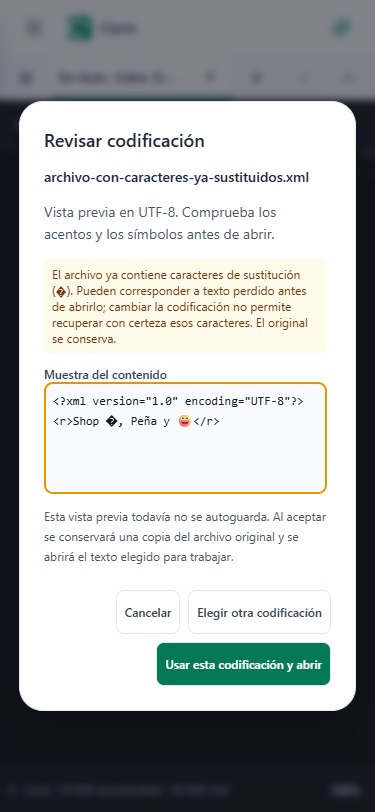 Revisar codificación
archivo-con-caracteres-ya-sustituidos.xml
Vista previa en UTF-8. Comprueba los
acentos y los símbolos antes de abrir.
El archivo ya contiene caracteres de sustitución
(�). Pueden corresponder a texto perdido antes
de abrirlo; cambiar la codificación no permite
recuperar con certeza esos caracteres. El original
se conserva.
Muestra del contenido
<?xml version="1.0" encoding="UTF-8"?>
<r>Shop �, Peña y 😀</r>
Esta vista previa todavía no se autoguarda. Al aceptar
se conservará una copia del archivo original y se
abrirá el texto elegido para trabajar.
Cancelar
Elegir otra codificación
Usar esta codificación y abrir